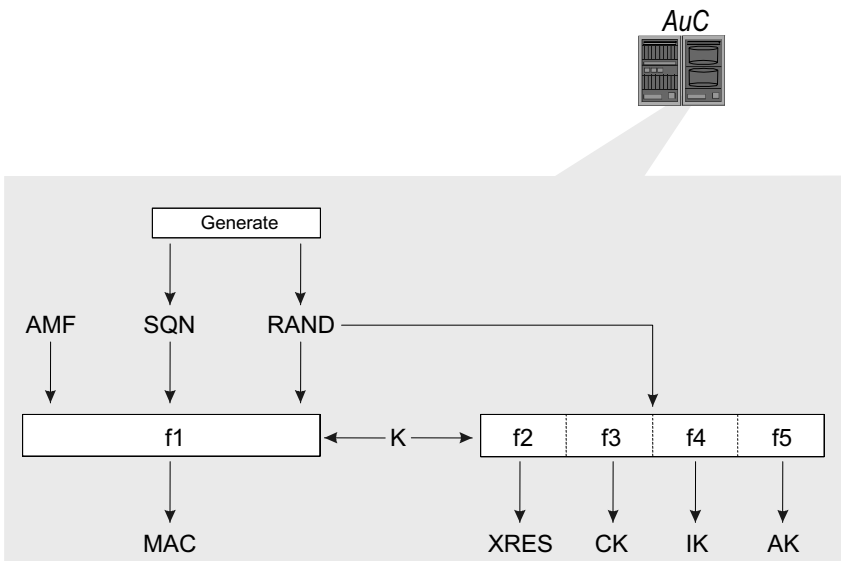 AuC
Generate
AMF SQN RAND
f1 K f2 f3 f4 f5
MAC XRES CK IK AK